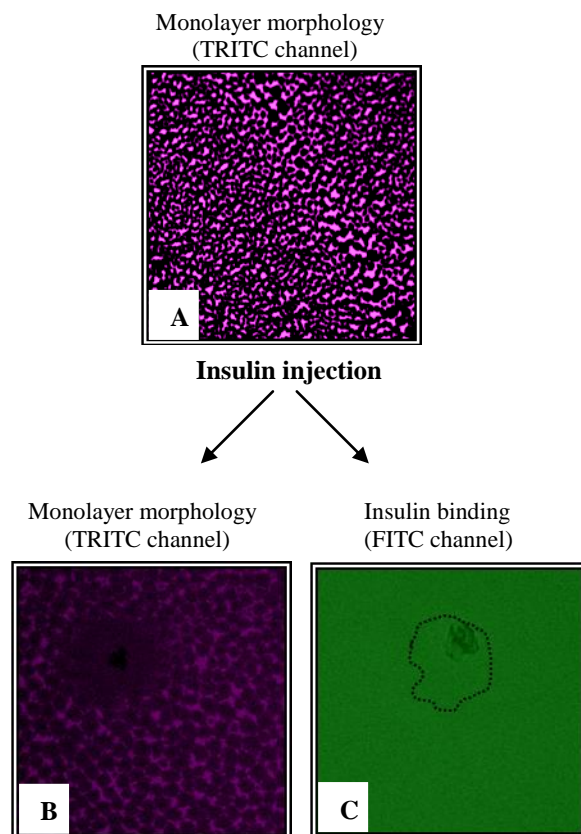 Monolayer morphology
(TRITC channel)
A
Insulin injection
Monolayer morphology
(TRITC channel)
Insulin binding
(FITC channel)
B
C